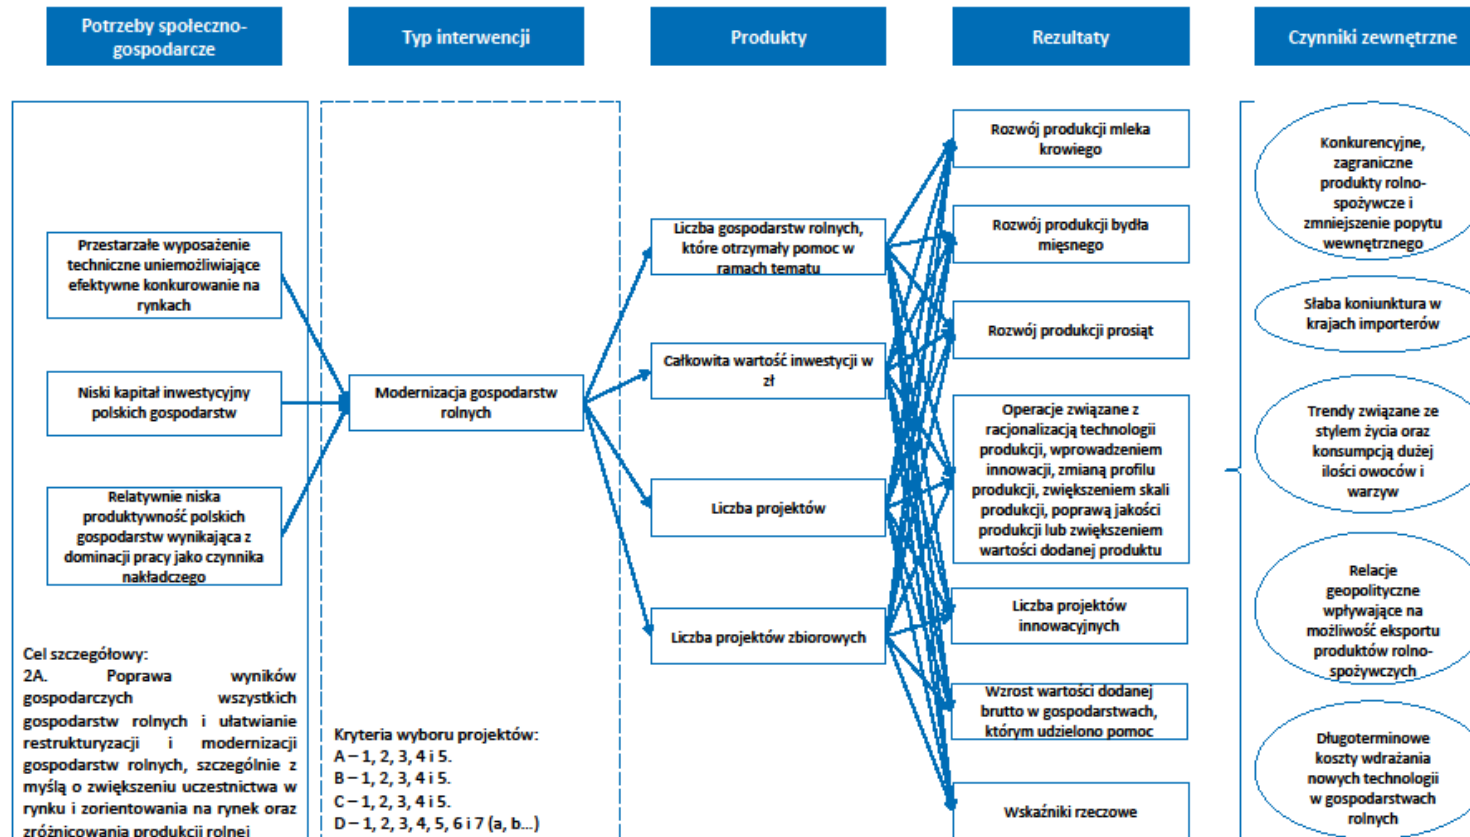 Potrzeby społeczno-
gospodarcze
Typ interwencji
Produkty
Rezultaty
Czynniki zewnętrzne
Przestarzałe wyposażenie
techniczne uniemożliwiające
efektywne konkurowanie na
rynkach
Niski kapitał inwestycyjny
polskich gospodarstw
Relatywnie niska
produktywność polskich
gospodarstw wynikająca z
dominacji pracy jako czynnika
nakładczego
Cel szczegółowy:
2A. Poprawa wyników
gospodarczych wszystkich
gospodarstw rolnych i ułatwianie
restrukturyzacji i modernizacji
gospodarstw rolnych, szczególnie z
myślą o zwiększeniu uczestnictwa w
rynku i zorientowania na rynek oraz
zróżnicowania produkcji rolnej
Modernizacja gospodarstw
rolnych
Kryteria wyboru projektów:
A – 1, 2, 3, 4 i 5.
B – 1, 2, 3, 4 i 5.
C – 1, 2, 3, 4 i 5.
D – 1, 2, 3, 4, 5, 6 i 7 (a, b...)
Liczba gospodarstw rolnych,
które otrzymały pomoc w
ramach tematu
Całkowita wartość inwestycji w
zł
Liczba projektów
Liczba projektów zbiorowych
Rozwój produkcji mleka
krowiego
Rozwój produkcji bydła
mięsnego
Rozwój produkcji prosiąt
Operacje związane z
racjonalizacją technologii
produkcji, wprowadzeniem
innowacji, zmianą profilu
produkcji, zwiększeniem skali
produkcji, poprawą jakości
produkcji lub zwiększeniem
wartości dodanej produktu
Liczba projektów
innowacyjnych
Wzrost wartości dodanej
brutto w gospodarstwach,
którym udzielono pomoc
Wskaźniki rzeczowe
Konkurencyjne,
zagraniczne
produkty rolno-
spożywcze i
zmniejszenie popytu
wewnętrznego
Słaba koniunktura w
krajach importerów
Trendy związane ze
stylem życia oraz
konsumpcją dużej
ilości owoców i
warzyw
Relacje
geopolityczne
wpływające na
możliwość eksportu
produktów rolno-
spożywczych
Długoterminowe
koszty wdrażania
nowych technologii
w gospodarstwach
rolnych